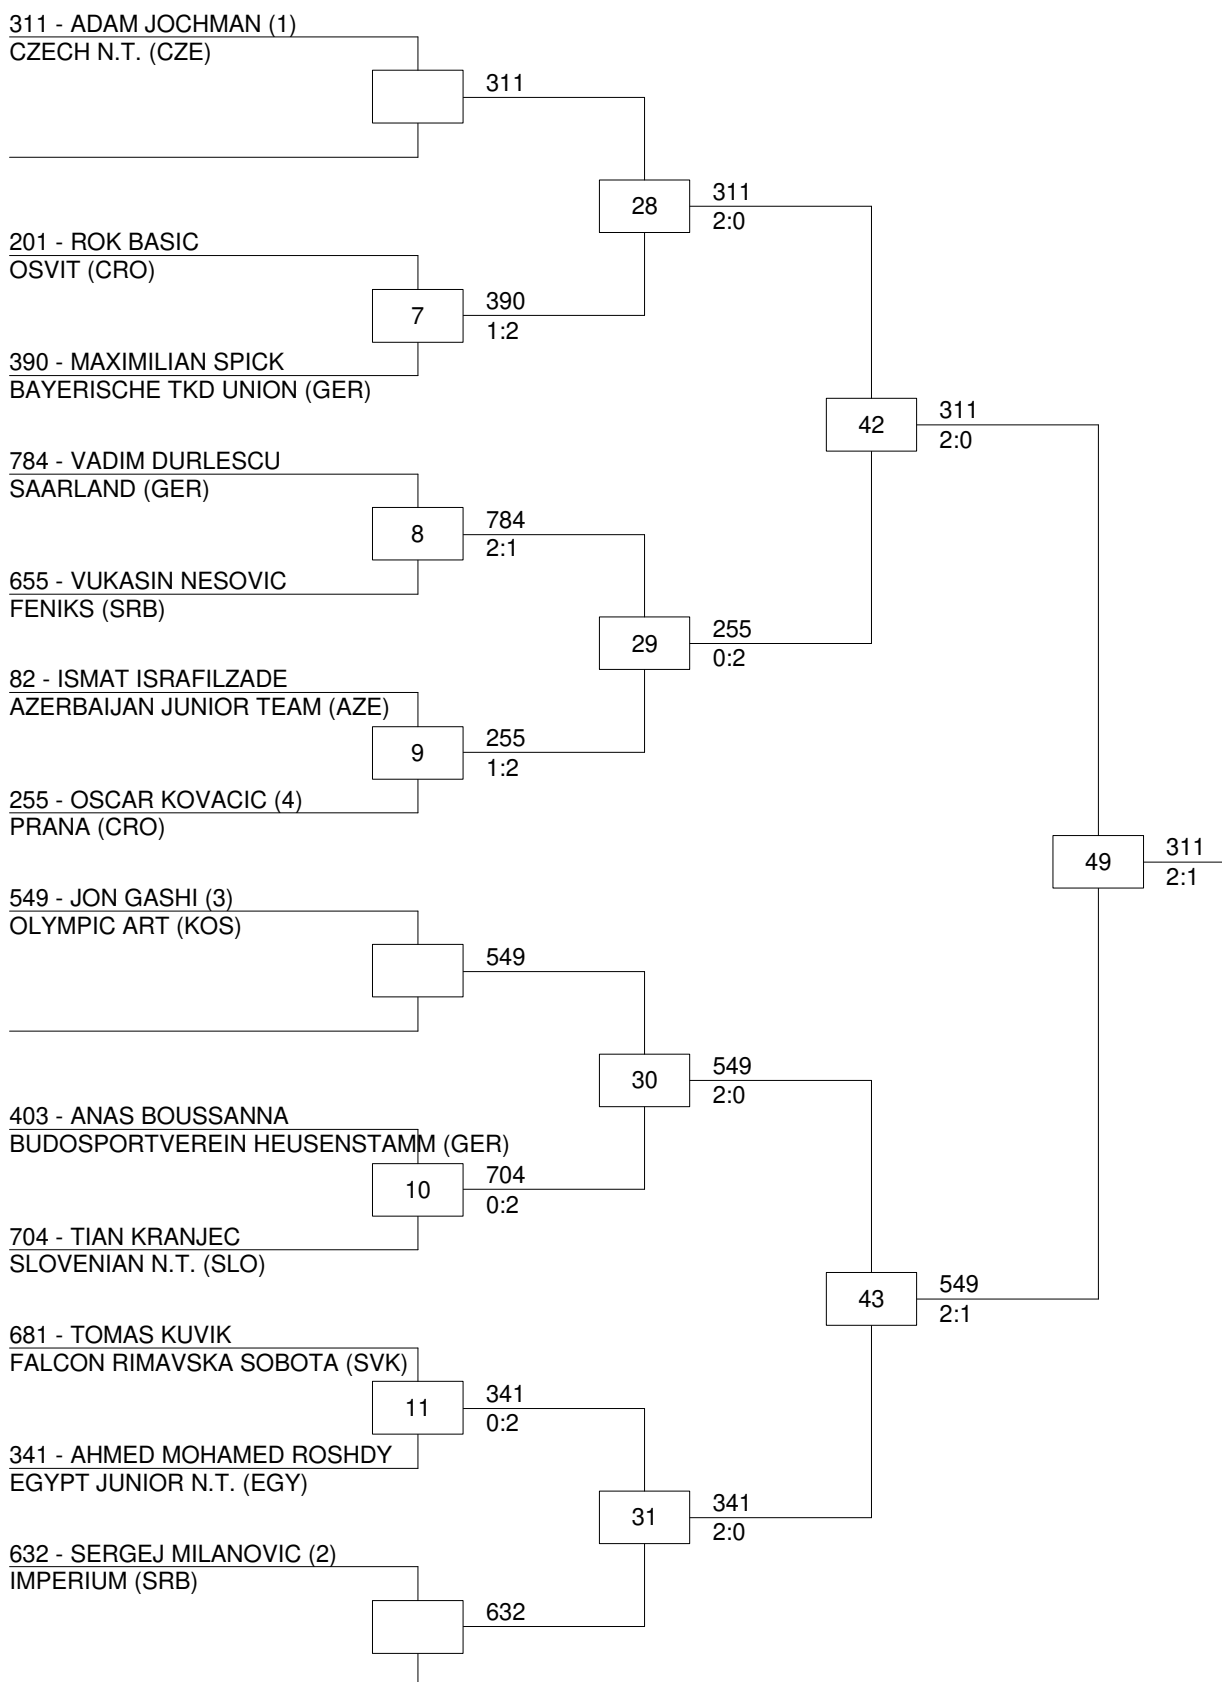 311 - ADAM JOCHMAN (1)
CZECH N.T. (CZE)
311
28
311
2:0
201 - ROK BASIC
OSVIT (CRO)
7
390
1:2
390 - MAXIMILIAN SPICK
BAYERISCHE TKD UNION (GER)
42
311
2:0
784 - VADIM DURLESCU
SAARLAND (GER)
8
784
2:1
655 - VUKASIN NESOVIC
FENIKS (SRB)
29
255
0:2
82 - ISMAT ISRAFILZADE
AZERBAIJAN JUNIOR TEAM (AZE)
9
255
1:2
255 - OSCAR KOVACIC (4)
PRANA (CRO)
49
311
2:1
549 - JON GASHI (3)
OLYMPIC ART (KOS)
549
30
549
2:0
403 - ANAS BOUSSANNA
BUDOSPORTVEREIN HEUSENSTAMM (GER)
10
704
0:2
704 - TIAN KRANJEC
SLOVENIAN N.T. (SLO)
43
549
2:1
681 - TOMAS KUVIK
FALCON RIMAVSKA SOBOTA (SVK)
11
341
0:2
341 - AHMED MOHAMED ROSHDY
EGYPT JUNIOR N.T. (EGY)
31
341
2:0
632 - SERGEJ MILANOVIC (2)
IMPERIUM (SRB)
632